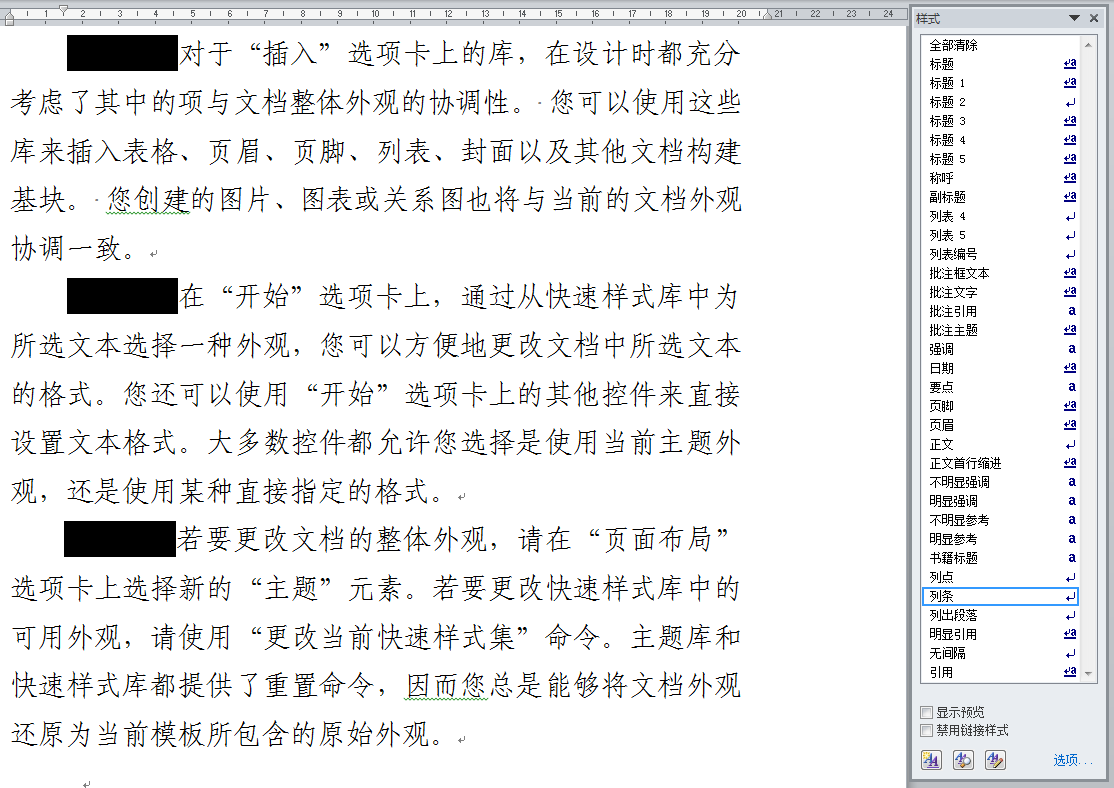 1 2 3 4 5 6 7 8 9 10 11 12 13 14 15 16 17 18 19 20 21 22 23 24
对于“插入”选项卡上的库，在设计时都充分
考虑了其中的项与文档整体外观的协调性。·您可以使用这些
库来插入表格、页眉、页脚、列表、封面以及其他文档构建
基块。·您创建的图片、图表或关系图也将与当前的文档外观
协调一致。↵
在“开始”选项卡上，通过从快速样式库中为
所选文本选择一种外观，您可以方便地更改文档中所选文本
的格式。您还可以使用“开始”选项卡上的其他控件来直接
设置文本格式。大多数控件都允许您选择是使用当前主题外
观，还是使用某种直接指定的格式。↵
若要更改文档的整体外观，请在“页面布局”
选项卡上选择新的“主题”元素。若要更改快速样式库中的
可用外观，请使用“更改当前快速样式集”命令。主题库和
快速样式库都提供了重置命令，因而您总是能够将文档外观
还原为当前模板所包含的原始外观。↵
↵
样式
全部清除
标题 ↵a
标题 1 ↵a
标题 2 ↵
标题 3 ↵a
标题 4 ↵a
标题 5 ↵a
称呼 ↵a
副标题 ↵a
列表 4 ↵
列表 5 ↵
列表编号 ↵
批注框文本 ↵a
批注文字 ↵a
批注引用 a
批注主题 ↵a
强调 a
日期 ↵a
要点 a
页脚 ↵a
页眉 ↵a
正文 ↵
正文首行缩进 ↵a
不明显强调 a
明显强调 a
不明显参考 a
明显参考 a
书籍标题 a
列点 ↵
列条 ↵
列出段落 ↵
明显引用 ↵a
无间隔 ↵
引用 ↵a
显示预览
禁用链接样式
选项...